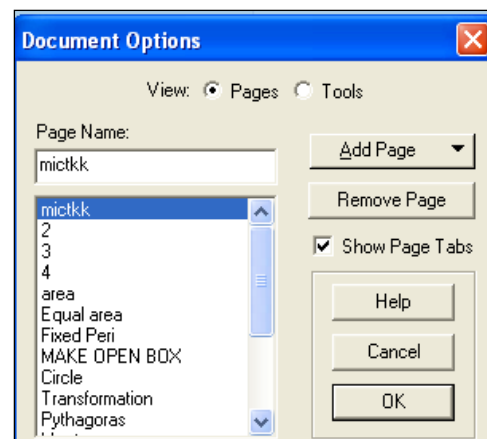 Document Options
View: Pages Tools
Page Name:
mictkk
mictkk
2
3
4
area
Equal area
Fixed Peri
MAKE OPEN BOX
Circle
Transformation
Pythagoras
Add Page
Remove Page
Show Page Tabs
Help
Cancel
OK